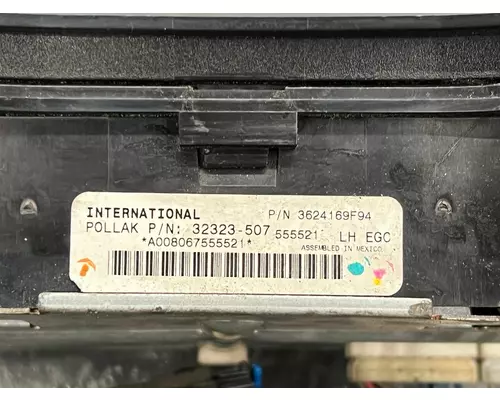 INTERNATIONAL P/N 3624169F94
POLLAK P/N: 32323-507 555521 LH EGC
*A008067555521* ASSEMBLED IN MEXICO